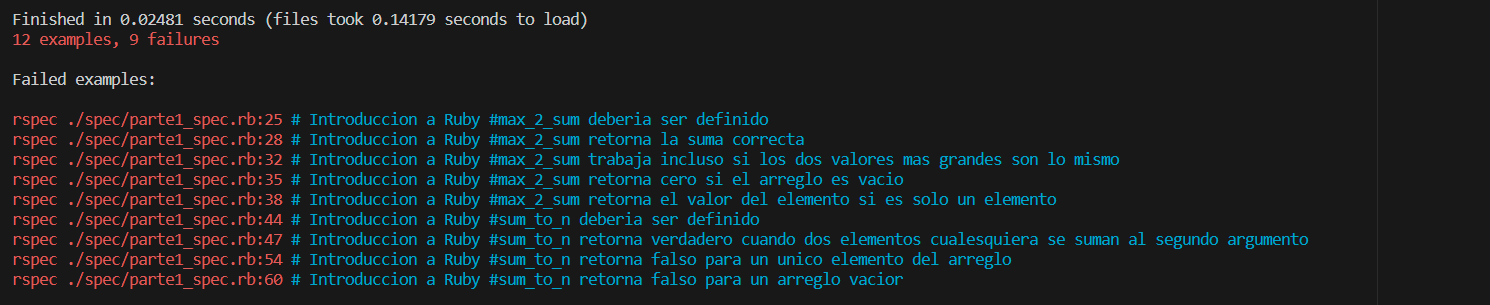 Finished in 0.02481 seconds (files took 0.14179 seconds to load)
12 examples, 9 failures
Failed examples:
rspec ./spec/parte1_spec.rb:25 # Introduccion a Ruby #max_2_sum deberia ser definido
rspec ./spec/parte1_spec.rb:28 # Introduccion a Ruby #max_2_sum retorna la suma correcta
rspec ./spec/parte1_spec.rb:32 # Introduccion a Ruby #max_2_sum trabaja incluso si los dos valores mas grandes son lo mismo
rspec ./spec/parte1_spec.rb:35 # Introduccion a Ruby #max_2_sum retorna cero si el arreglo es vacio
rspec ./spec/parte1_spec.rb:38 # Introduccion a Ruby #max_2_sum retorna el valor del elemento si es solo un elemento
rspec ./spec/parte1_spec.rb:44 # Introduccion a Ruby #sum_to_n deberia ser definido
rspec ./spec/parte1_spec.rb:47 # Introduccion a Ruby #sum_to_n retorna verdadero cuando dos elementos cualesquiera se suman al segundo argumento
rspec ./spec/parte1_spec.rb:54 # Introduccion a Ruby #sum_to_n retorna falso para un unico elemento del arreglo
rspec ./spec/parte1_spec.rb:60 # Introduccion a Ruby #sum_to_n retorna falso para un arreglo vacior